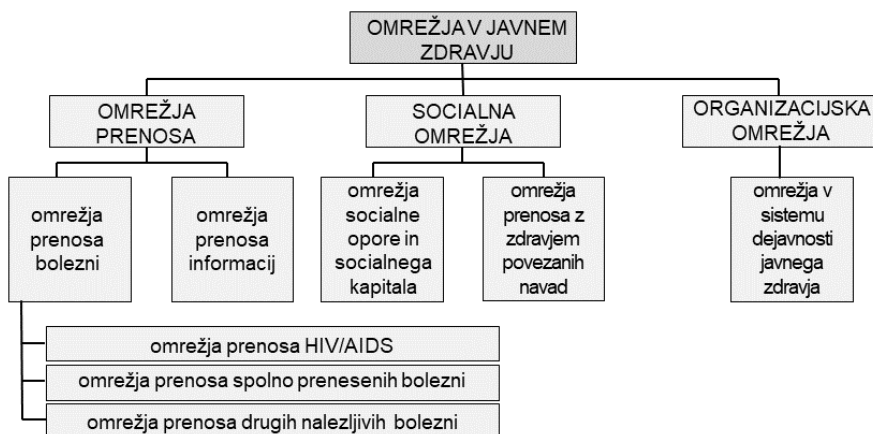 OMREŽJA V JAVNEM
ZDRAVJU
OMREŽJA
PRENOSA
SOCIALNA
OMREŽJA
ORGANIZACIJSKA
OMREŽJA
omrežja
prenosa
bolezni
omrežja
prenosa
informacij
omrežja
socialne
opore in
socialnega
kapitala
omrežja
prenosa z
zdravjem
povezanih
navad
omrežja v
sistemu
dejavnosti
javnega
zdravja
omrežja prenosa HIV/AIDS
omrežja prenosa spolno prenesenih bolezni
omrežja prenosa drugih nalezljivih bolezni